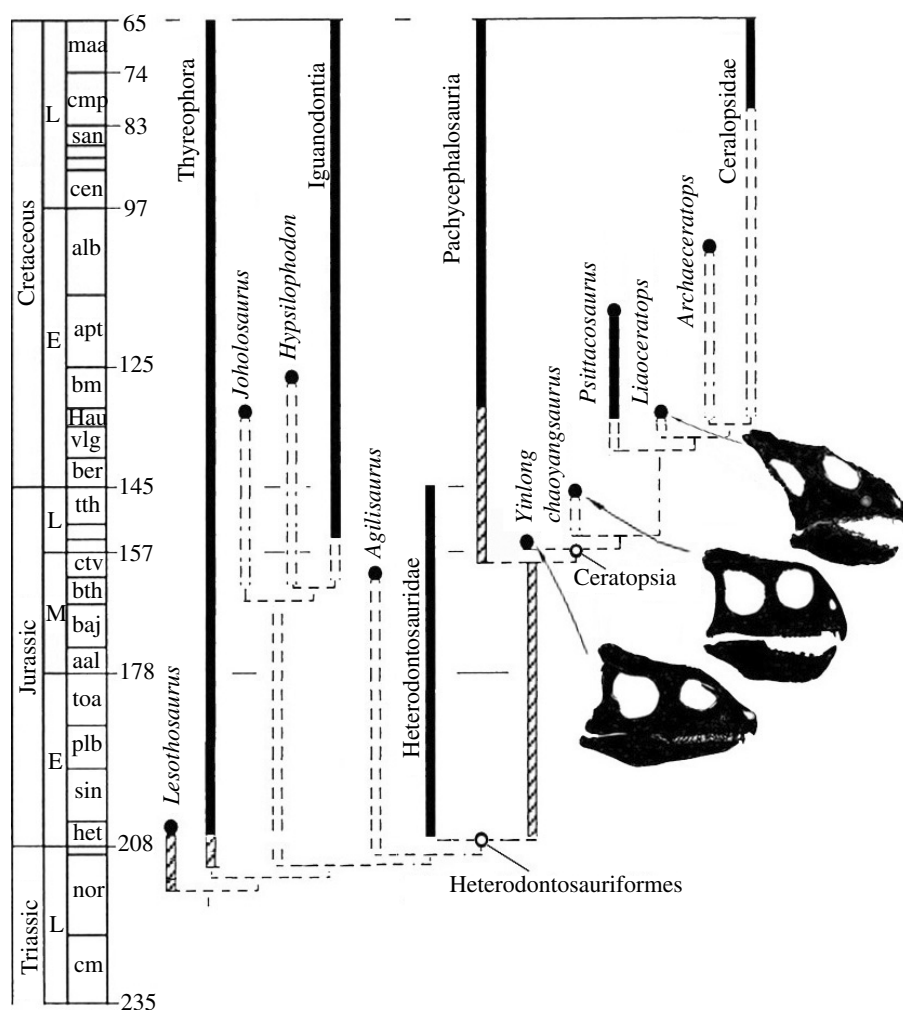 Cretaceous
Jurassic
Triassic
L
E
L
M
E
L
maa
cmp
san
cen
alb
apt
bm
Hau
vlg
ber
tth
ctv
bth
baj
aal
toa
plb
sin
het
nor
cm
65
74
83
97
125
145
157
178
208
235
Lesothosaurus
Thyreophora
Joholosaurus
Hypsilophodon
Iguanodontia
Agilisaurus
Heterodontosauridae
Pachycephalosauria
Yinlong
chaoyangsaurus
Psittacosaurus
Liaoceratops
Archaeceratops
Ceralopsidae
Ceratopsia
Heterodontosauriformes